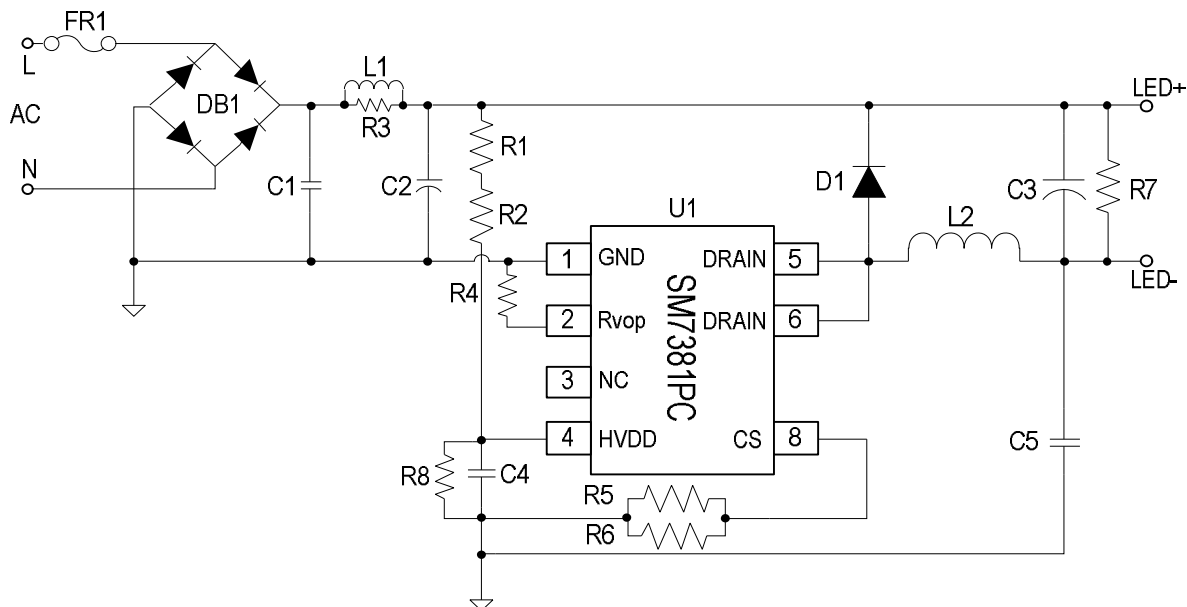 FR1
L
AC
N
DB1
C1
L1
R3
C2
R1
R2
R4
U1
SM7381PC
1
GND
2
Rvop
3
NC
4
HVDD
DRAIN
5
DRAIN
6
CS
8
D1
L2
C3
R7
LED+
LED-
R8
C4
R5
R6
C5